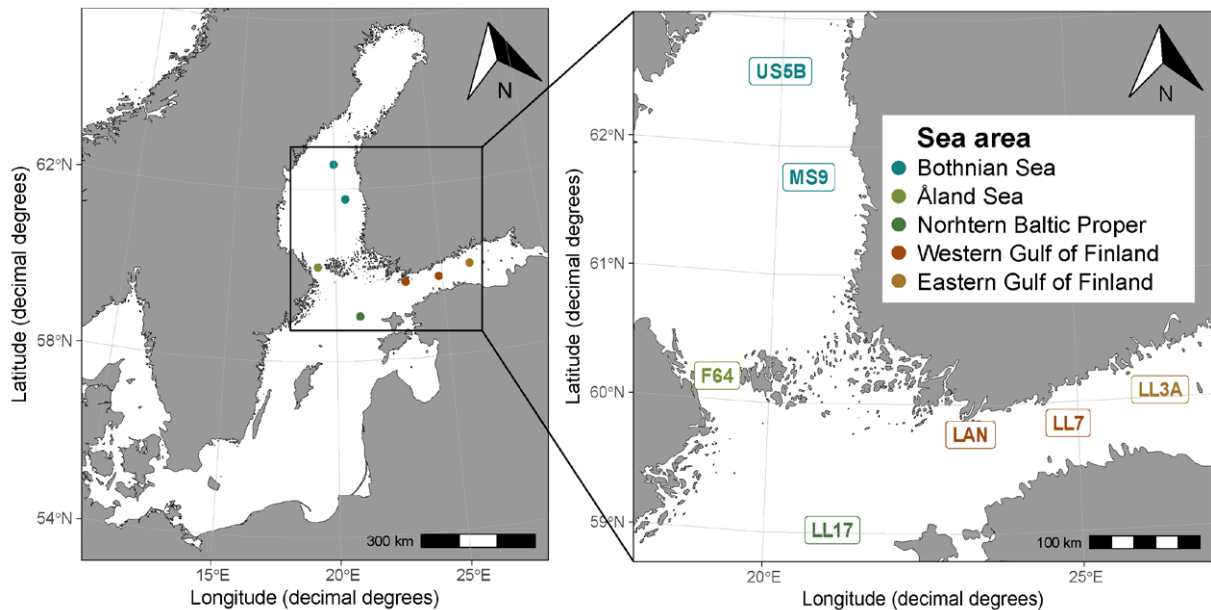 N
62°N
58°N
54°N
Latitude (decimal degrees)
300 km
15°E
20°E
25°E
Longitude (decimal degrees)
N
US5B
MS9
F64
LAN
LL7
LL3A
LL17
Sea area
Bothnian Sea
Åland Sea
Norhtern Baltic Proper
Western Gulf of Finland
Eastern Gulf of Finland
62°N
61°N
60°N
59°N
Latitude (decimal degrees)
100 km
20°E
25°E
Longitude (decimal degrees)